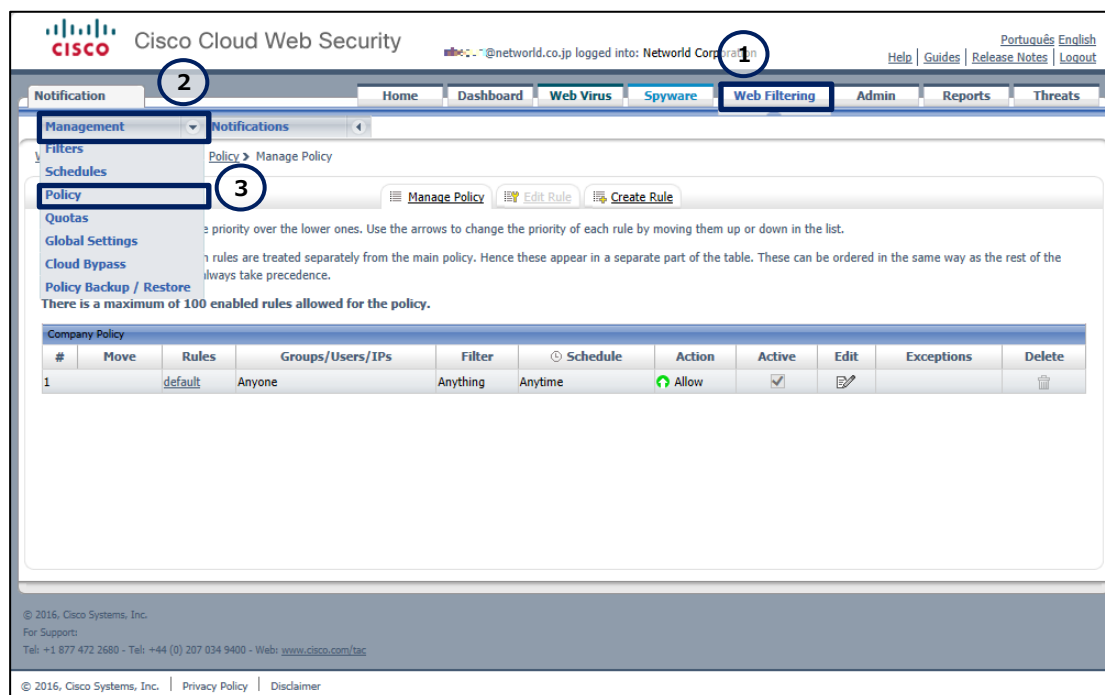 CISCO Cisco Cloud Web Security
Português English
@networld.co.jp logged into: Networld Corporation
Help | Guides | Release Notes | Logout
1
2
Notification
Home Dashboard Web Virus Spyware Web Filtering Admin Reports Threats
Management Notifications
Filters
Policy > Manage Policy
Schedules
Policy
3
Manage Policy Edit Rule Create Rule
Quotas
priority over the lower ones. Use the arrows to change the priority of each rule by moving them up or down in the list.
Global Settings
Cloud Bypass
rules are treated separately from the main policy. Hence these appear in a separate part of the table. These can be ordered in the same way as the rest of the
always take precedence.
Policy Backup / Restore
There is a maximum of 100 enabled rules allowed for the policy.
Company Policy
# Move Rules Groups/Users/IPs Filter Schedule Action Active Edit Exceptions Delete
1 default Anyone Anything Anytime Allow
© 2016, Cisco Systems, Inc.
For Support:
Tel: +1 877 472 2680 - Tel: +44 (0) 207 034 9400 - Web: www.cisco.com/tac
© 2016, Cisco Systems, Inc. | Privacy Policy | Disclaimer